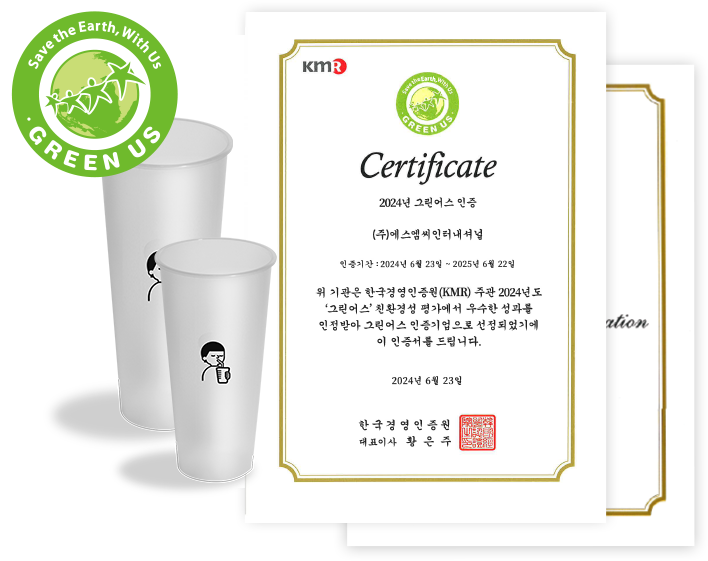 Save the Earth, With Us
· GREEN US ·
KMR
Save the Earth, With Us
· GREEN US ·
Certificate
2024년 그린어스 인증
(주)에스엠씨인터내셔널
인증기간 : 2024년 6월 23일 ~ 2025년 6월 22일
위 기관은 한국경영인증원(KMR) 주관 2024년도
‘그린어스’ 친환경성 평가에서 우수한 성과를
인정받아 그린어스 인증기업으로 선정되었기에
이 인증서를 드립니다.
2024년 6월 23일
한국경영인증원
대표이사 황은주
ation